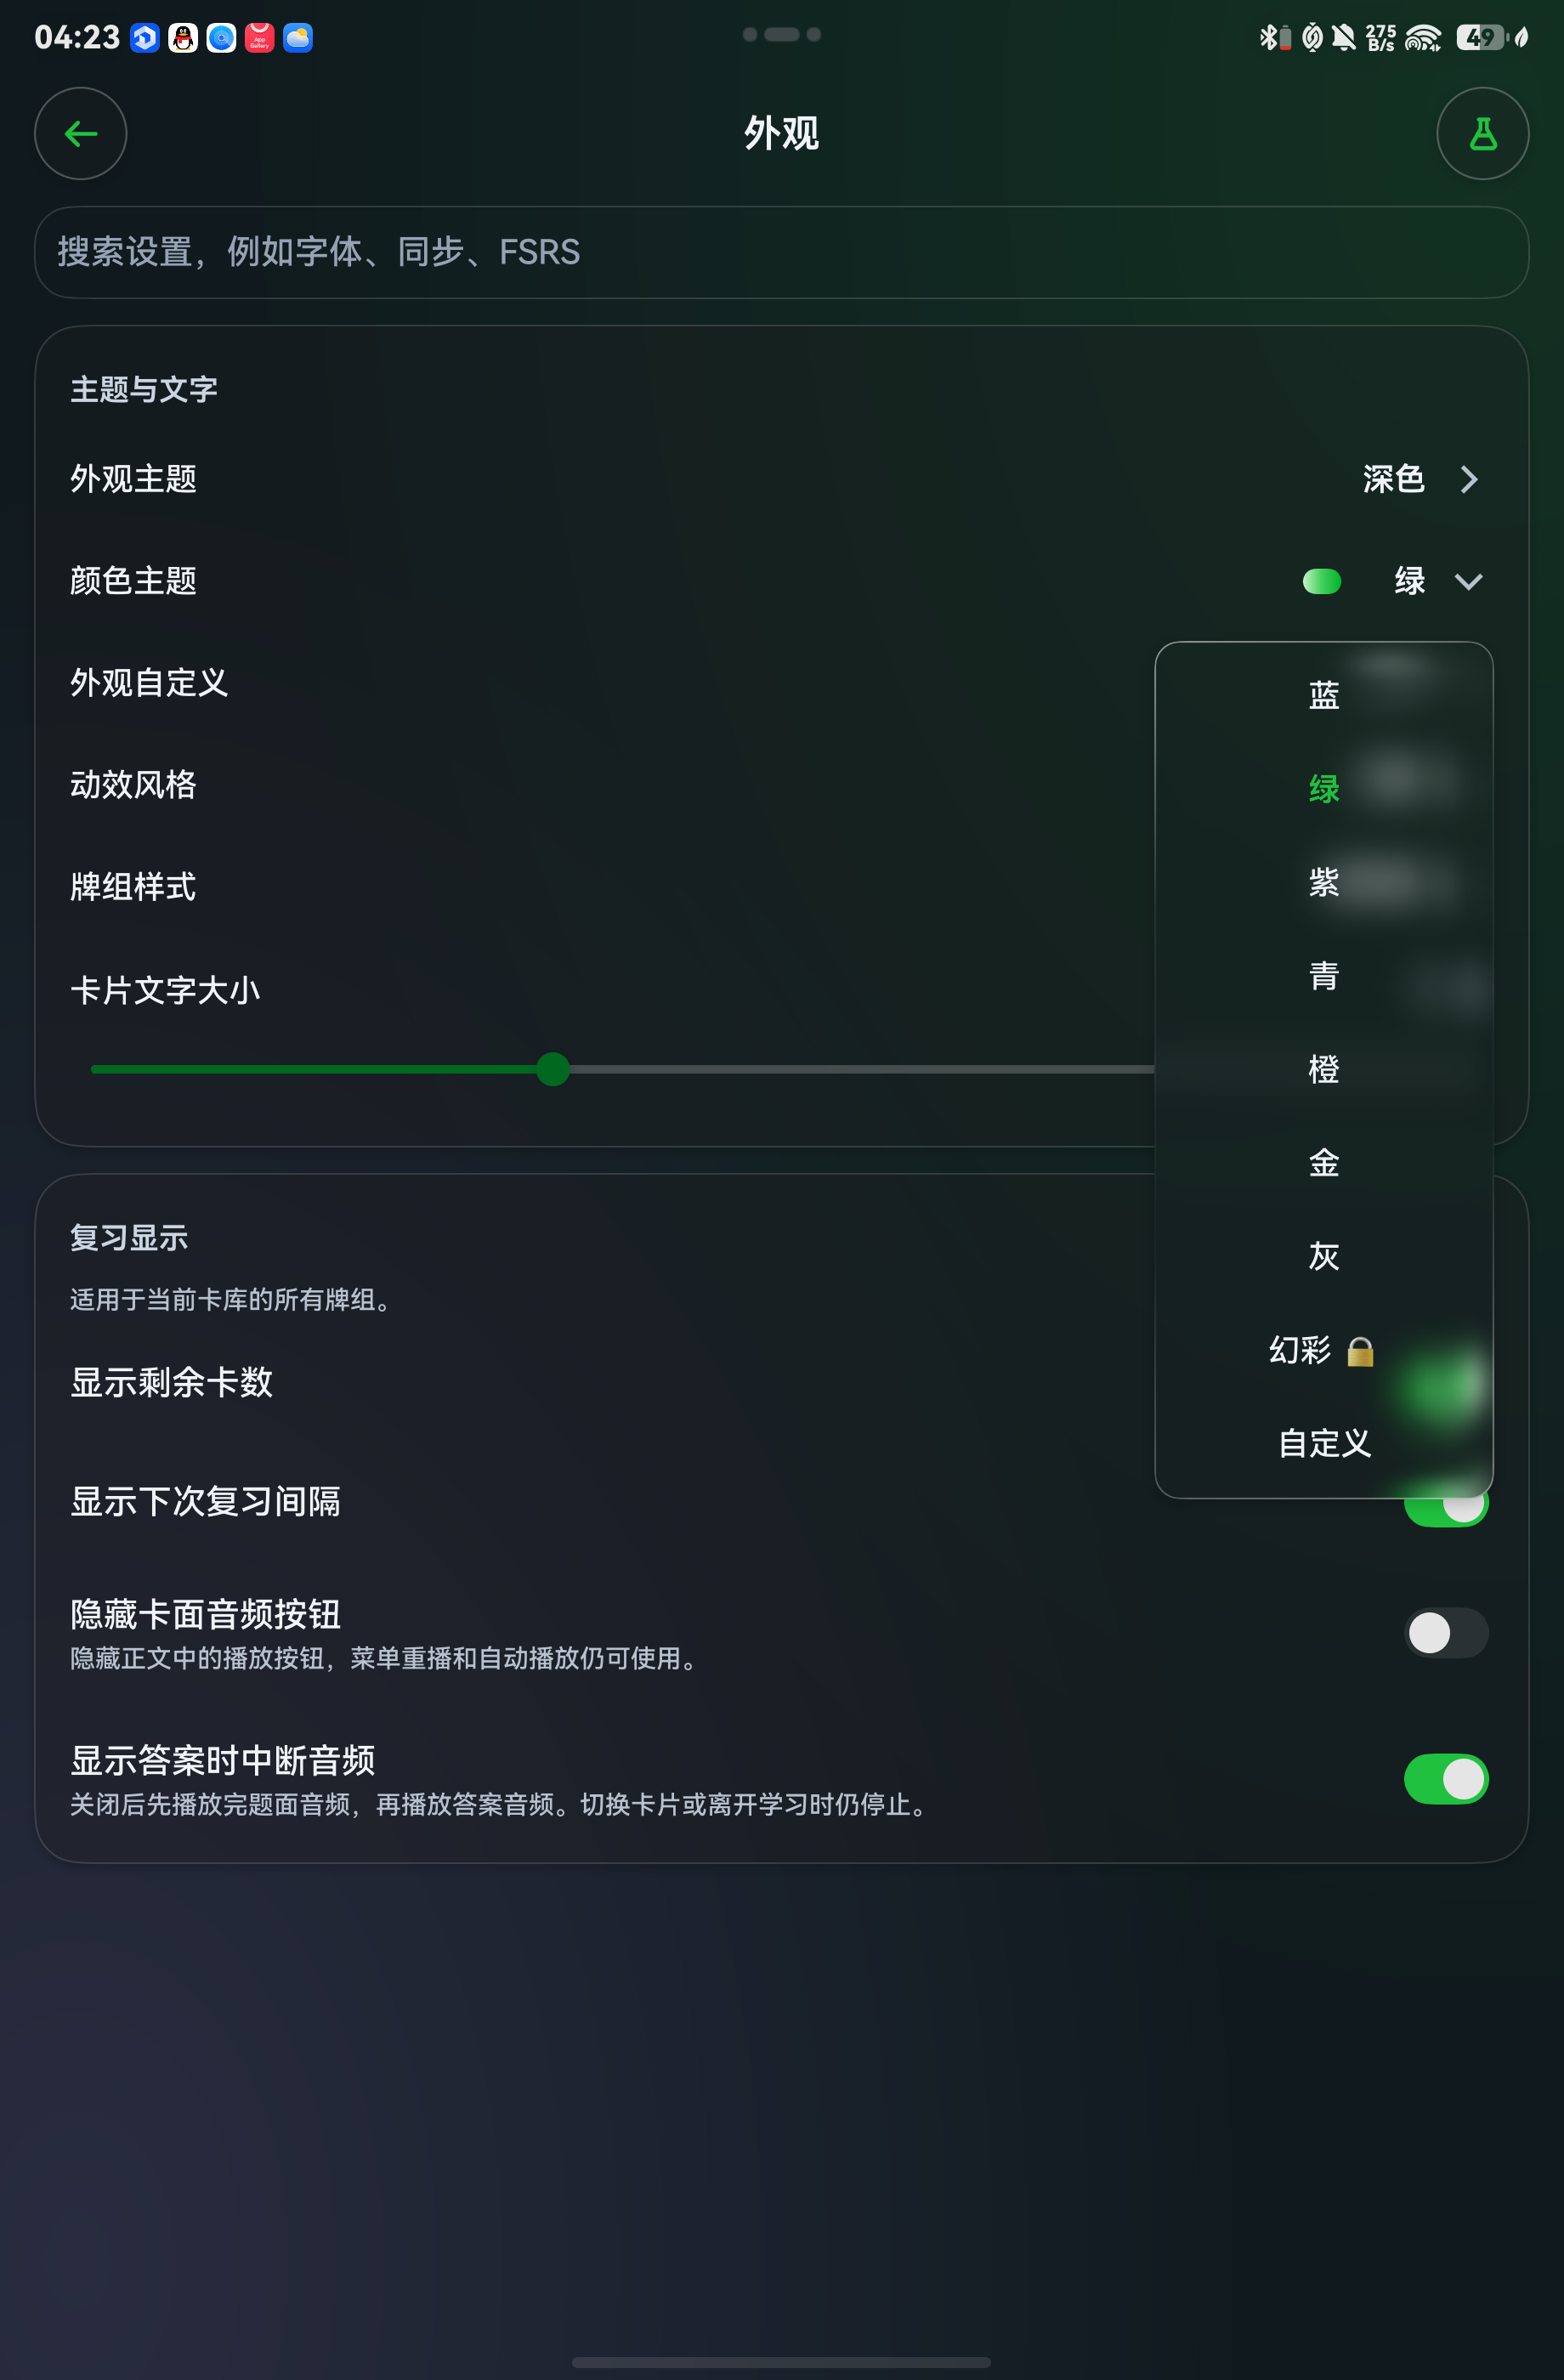 04:23
275 B/s
49
外观
搜索设置，例如字体、同步、FSRS
主题与文字
外观主题 深色
颜色主题 绿
外观自定义
动效风格
牌组样式
卡片文字大小
蓝
绿
紫
青
橙
金
灰
幻彩 🔒
自定义
复习显示
适用于当前卡库的所有牌组。
显示剩余卡数
显示下次复习间隔
隐藏卡面音频按钮
隐藏正文中的播放按钮，菜单重播和自动播放仍可使用。
显示答案时中断音频
关闭后先播放完题面音频，再播放答案音频。切换卡片或离开学习时仍停止。